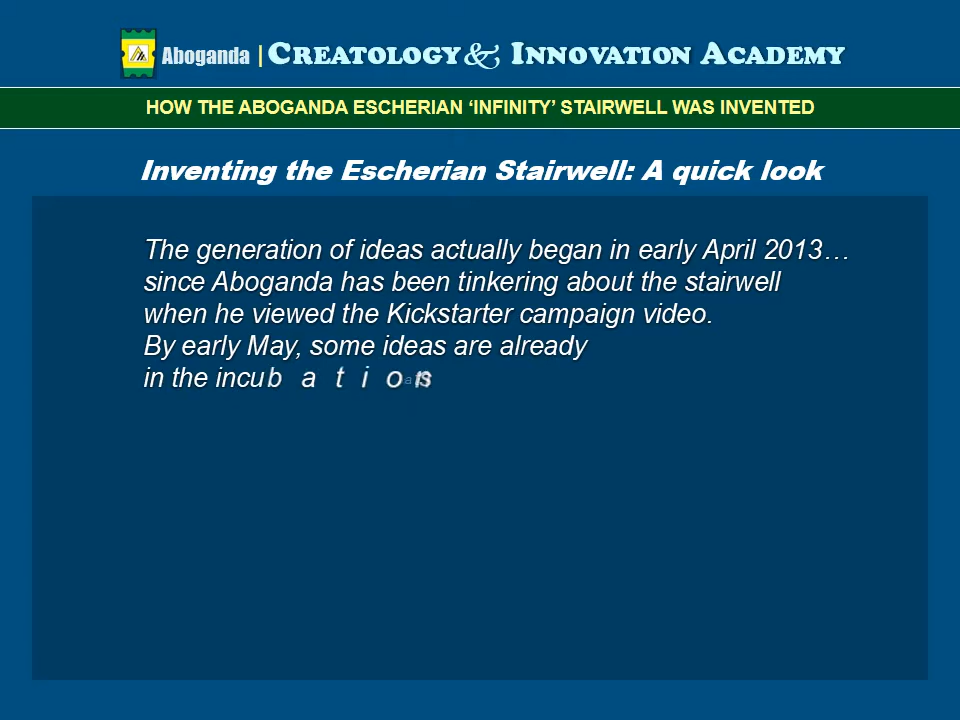 Aboganda | CREATOLOGY & INNOVATION ACADEMY
HOW THE ABOGANDA ESCHERIAN ‘INFINITY’ STAIRWELL WAS INVENTED
Inventing the Escherian Stairwell: A quick look
The generation of ideas actually began in early April 2013…
since Aboganda has been tinkering about the stairwell
when he viewed the Kickstarter campaign video.
By early May, some ideas are already
in the incubation